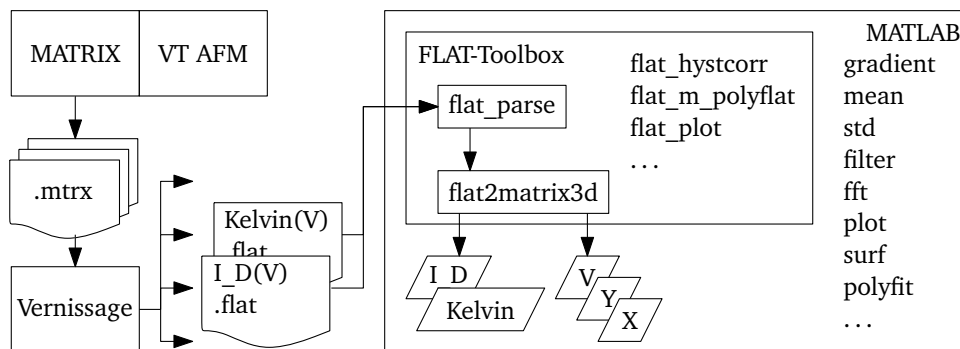 MATRIX
VT AFM
.mtrx
Vernissage
Kelvin(V)
.flat
I_D(V)
.flat
MATLAB
FLAT-Toolbox
flat_parse
flat2matrix3d
flat_hystcorr
flat_m_polyflat
flat_plot
...
I D
Kelvin
V
Y
X
gradient
mean
std
filter
fft
plot
surf
polyfit
...